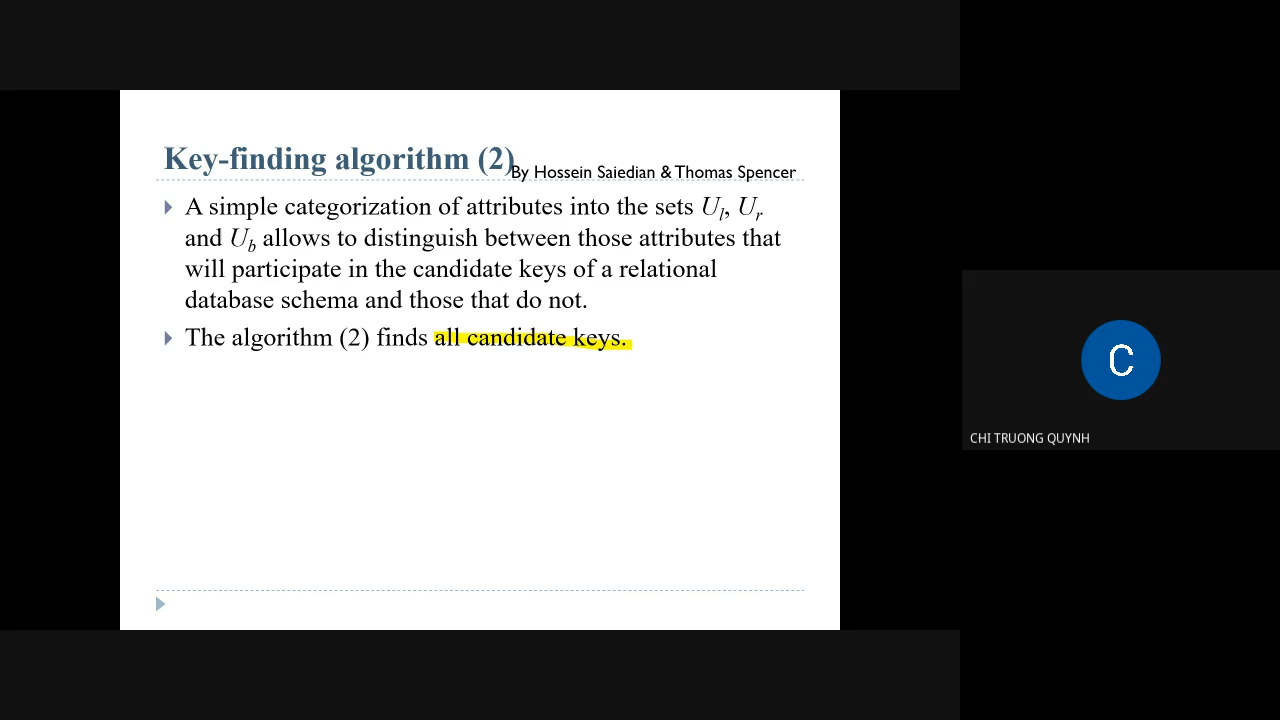 Key-finding algorithm (2)
By Hossein Saiedian & Thomas Spencer
A simple categorization of attributes into the sets Ul, Ur
and Ub allows to distinguish between those attributes that
will participate in the candidate keys of a relational
database schema and those that do not.
The algorithm (2) finds all candidate keys.
C
CHI TRUONG QUYNH